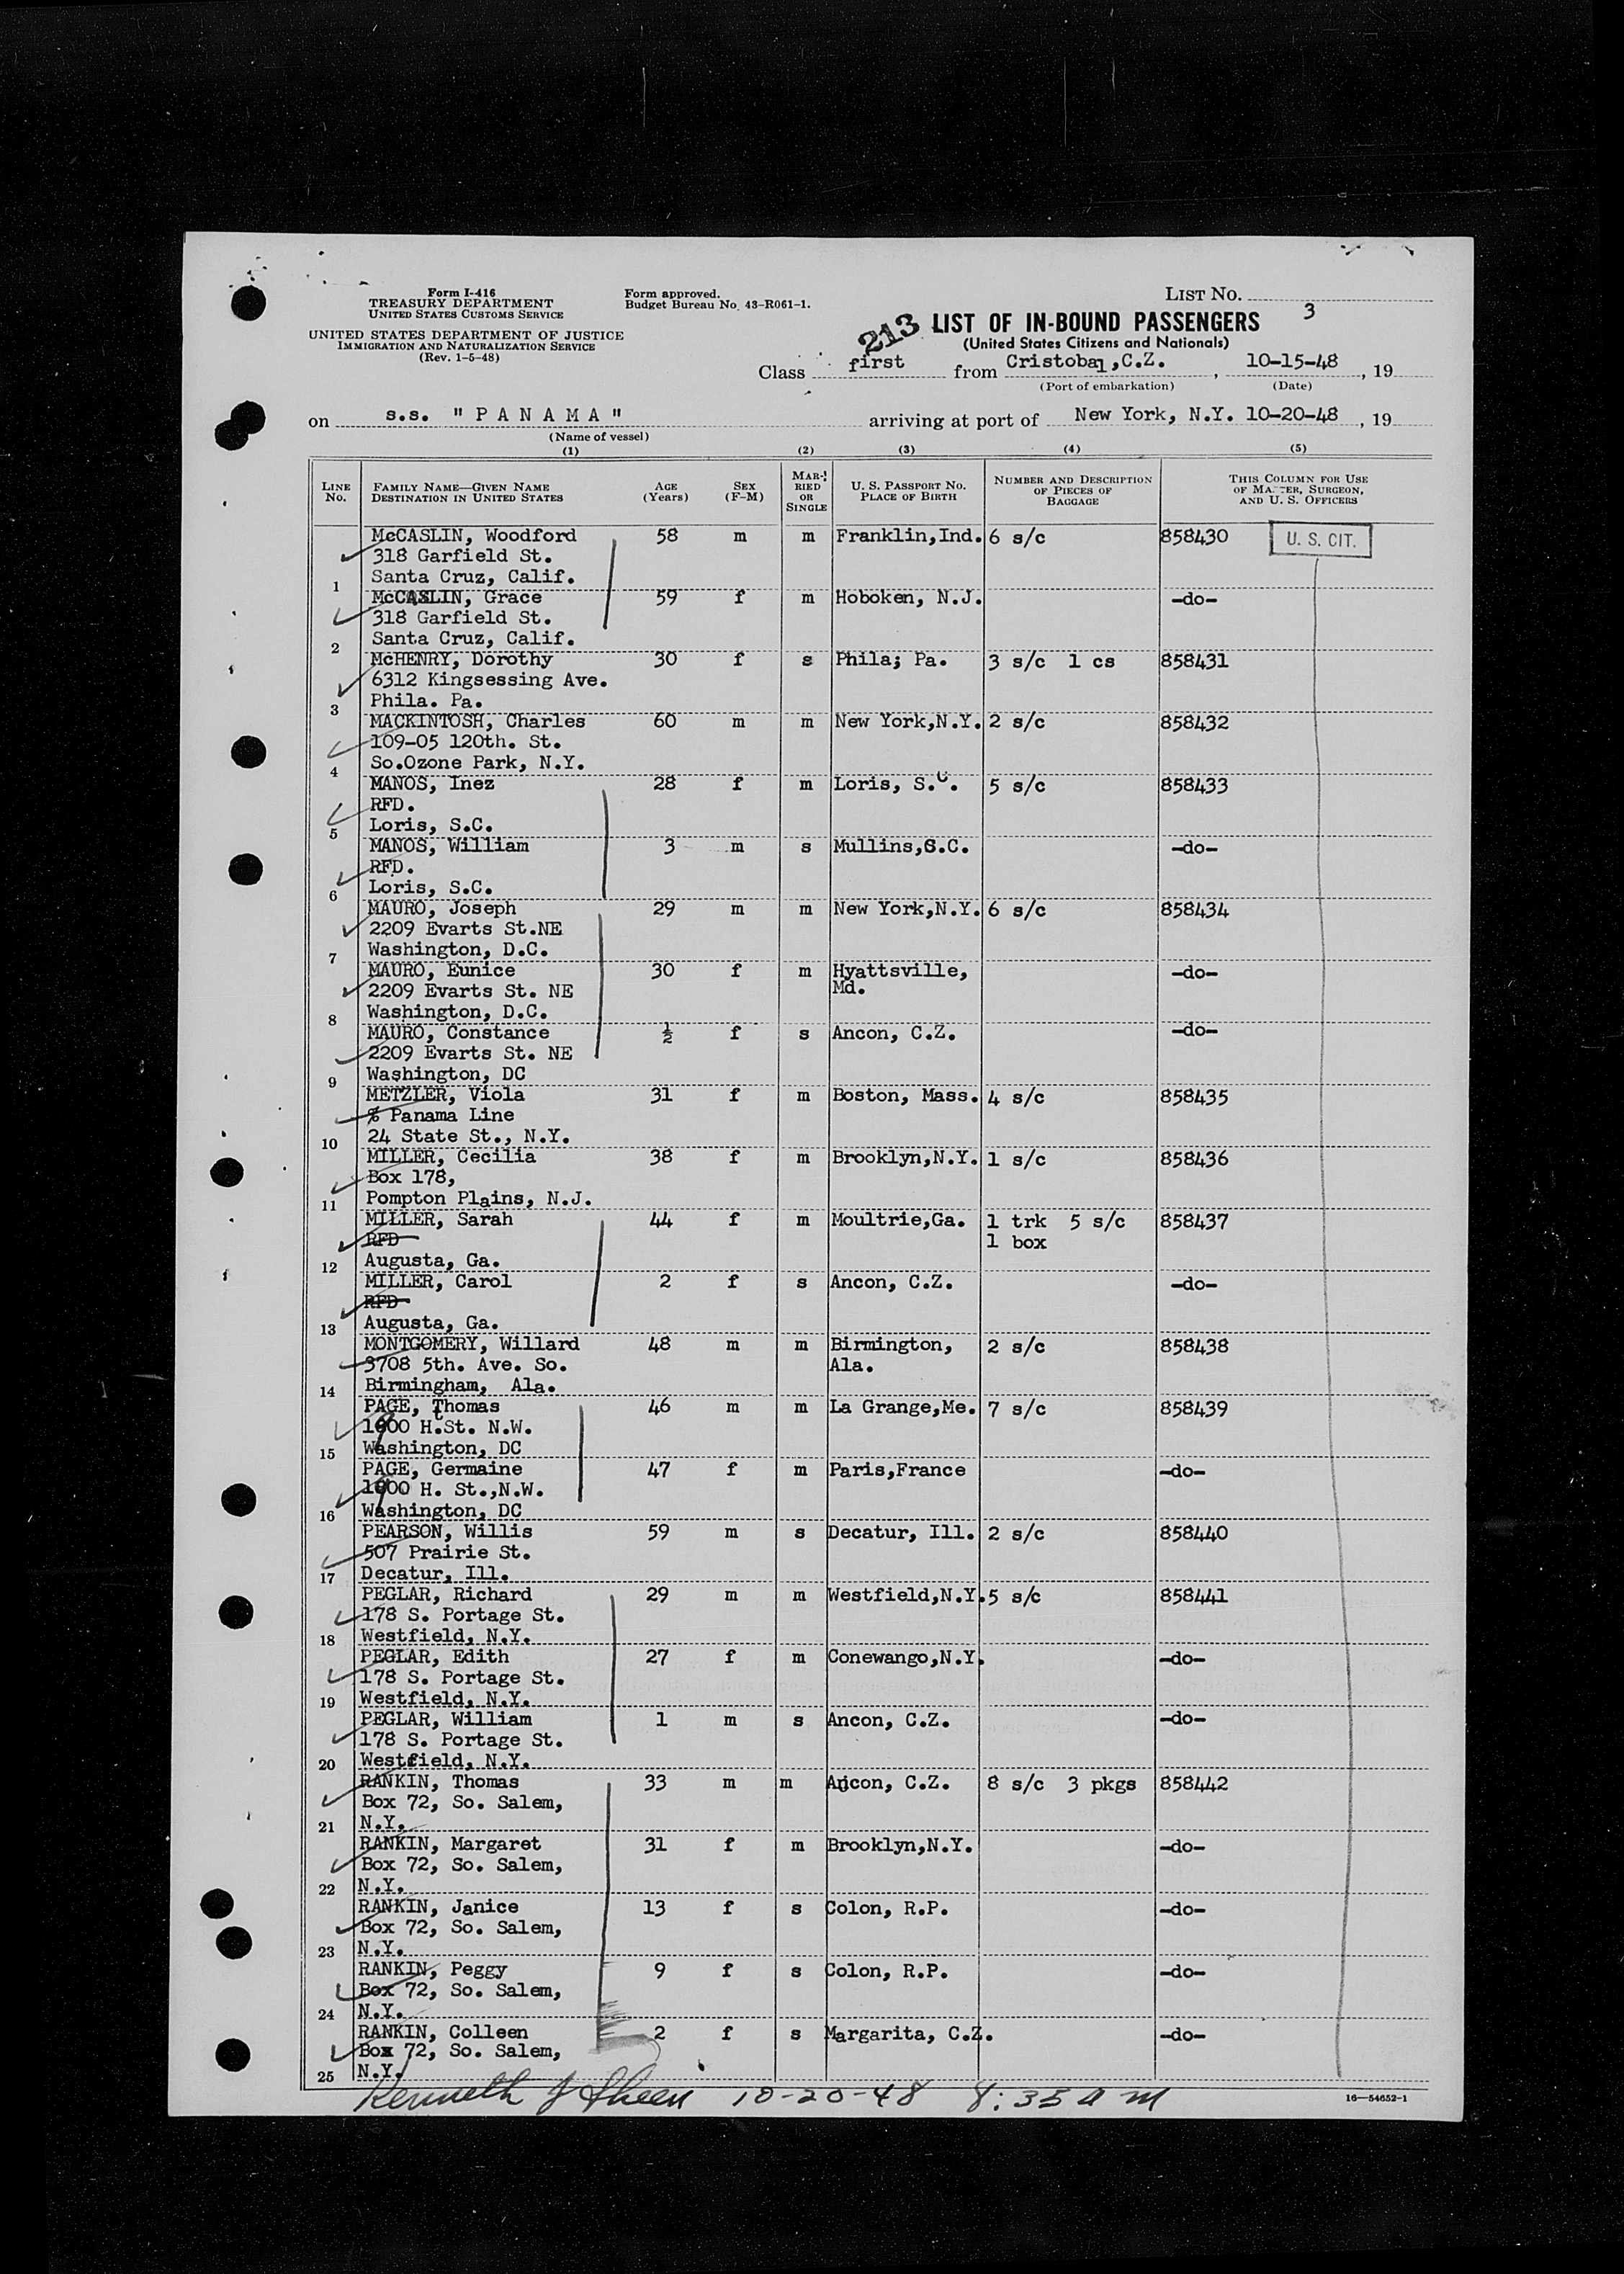 Form I-416
TREASURY DEPARTMENT
UNITED STATES CUSTOMS SERVICE
UNITED STATES DEPARTMENT OF JUSTICE
IMMIGRATION AND NATURALIZATION SERVICE
(Rev. 1-5-48)
Form approved.
Budget Bureau No. 43-R061-1.
LIST NO.
3
213 LIST OF IN-BOUND PASSENGERS
(United States Citizens and Nationals)
Class first from Cristobal,C.Z., 10-15-48, 19
(Port of embarkation) (Date)
on s.s. "PANAMA" arriving at port of New York, N.Y. 10-20-48, 19
(Name of vessel)
(1) (2) (3) (4) (5)
LINE No. FAMILY NAME—GIVEN NAME DESTINATION IN UNITED STATES AGE (Years) SEX (F-M) MARRIED OR SINGLE U. S. PASSPORT NO. PLACE OF BIRTH NUMBER AND DESCRIPTION OF PIECES OF BAGGAGE THIS COLUMN FOR USE OF MASTER, SURGEON, AND U. S. OFFICERS
McCASLIN, Woodford 58 m m Franklin,Ind. 6 s/c 858430 U. S. CIT.
318 Garfield St.
1 Santa Cruz, Calif.
McCASLIN, Grace 59 f m Hoboken, N.J. -do-
318 Garfield St.
2 Santa Cruz, Calif.
McHENRY, Dorothy 30 f s Phila; Pa. 3 s/c 1 cs 858431
6312 Kingsessing Ave.
3 Phila. Pa.
MACKINTOSH, Charles 60 m m New York,N.Y. 2 s/c 858432
109-05 120th. St.
4 So.Ozone Park, N.Y.
MANOS, Inez 28 f m Loris, S.C. 5 s/c 858433
RFD.
5 Loris, S.C.
MANOS, William 3 m s Mullins,S.C. -do-
RFD.
6 Loris, S.C.
MAURO, Joseph 29 m m New York,N.Y. 6 s/c 858434
2209 Evarts St.NE
7 Washington, D.C.
MAURO, Eunice 30 f m Hyattsville, -do-
2209 Evarts St. NE Md.
8 Washington, D.C.
MAURO, Constance ½ f s Ancon, C.Z. -do-
2209 Evarts St. NE
9 Washington, DC
METZLER, Viola 31 f m Boston, Mass. 4 s/c 858435
% Panama Line
10 24 State St., N.Y.
MILLER, Cecilia 38 f m Brooklyn,N.Y. 1 s/c 858436
Box 178,
11 Pompton Plains, N.J.
MILLER, Sarah 44 f m Moultrie,Ga. 1 trk 5 s/c 858437
RFD 1 box
12 Augusta, Ga.
MILLER, Carol 2 f s Ancon, C.Z. -do-
RFD
13 Augusta, Ga.
MONTGOMERY, Willard 48 m m Birmington, 2 s/c 858438
3708 5th. Ave. So. Ala.
14 Birmingham, Ala.
PAGE, Thomas 46 m m La Grange,Me. 7 s/c 858439
1900 H.St. N.W.
15 Washington, DC
PAGE, Germaine 47 f m Paris,France -do-
1900 H. St.,N.W.
16 Washington, DC
PEARSON, Willis 59 m s Decatur, Ill. 2 s/c 858440
507 Prairie St.
17 Decatur, Ill.
PEGLAR, Richard 29 m m Westfield,N.Y. 5 s/c 858441
178 S. Portage St.
18 Westfield, N.Y.
PEGLAR, Edith 27 f m Conewango,N.Y. -do-
178 S. Portage St.
19 Westfield, N.Y.
PEGLAR, William 1 m s Ancon, C.Z. -do-
178 S. Portage St.
20 Westfield, N.Y.
RANKIN, Thomas 33 m m Ancon, C.Z. 8 s/c 3 pkgs 858442
Box 72, So. Salem,
21 N.Y.
RANKIN, Margaret 31 f m Brooklyn,N.Y. -do-
Box 72, So. Salem,
22 N.Y.
RANKIN, Janice 13 f s Colon, R.P. -do-
Box 72, So. Salem,
23 N.Y.
RANKIN, Peggy 9 f s Colon, R.P. -do-
Box 72, So. Salem,
24 N.Y.
RANKIN, Colleen 2 f s Margarita, C.Z. -do-
Box 72, So. Salem,
25 N.Y.
Kenneth J Sheen 10-20-48 8:35 am
16—54652-1